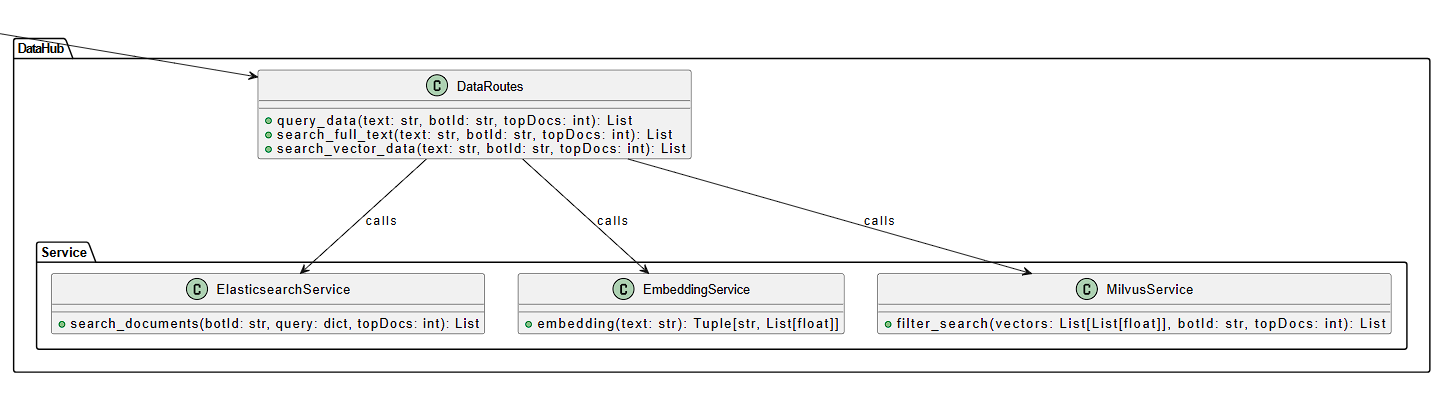 DataHub
C DataRoutes
query_data(text: str, botId: str, topDocs: int): List
search_full_text(text: str, botId: str, topDocs: int): List
search_vector_data(text: str, botId: str, topDocs: int): List
calls
calls
calls
Service
C ElasticsearchService
search_documents(botId: str, query: dict, topDocs: int): List
C EmbeddingService
embedding(text: str): Tuple[str, List[float]]
C MilvusService
filter_search(vectors: List[List[float]], botId: str, topDocs: int): List